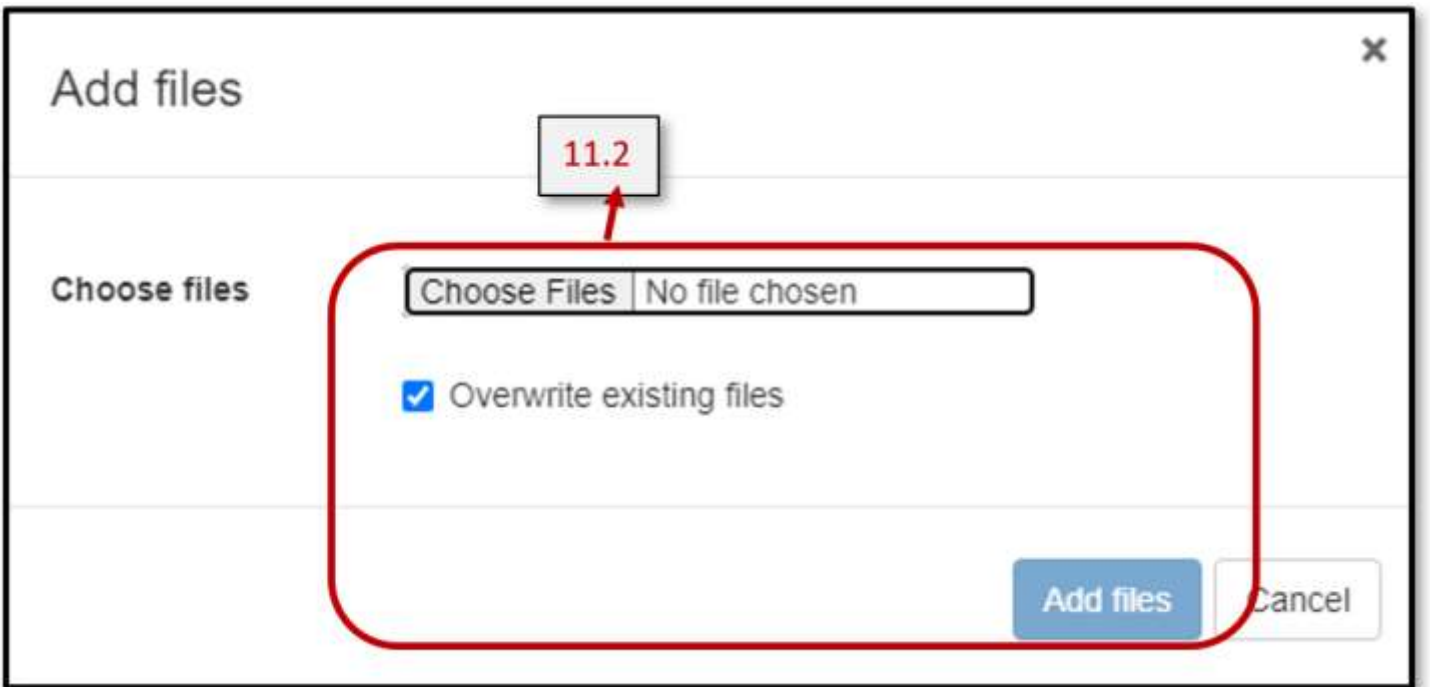 Add files
11.2
Choose files Choose Files No file chosen
Overwrite existing files
Add files Cancel